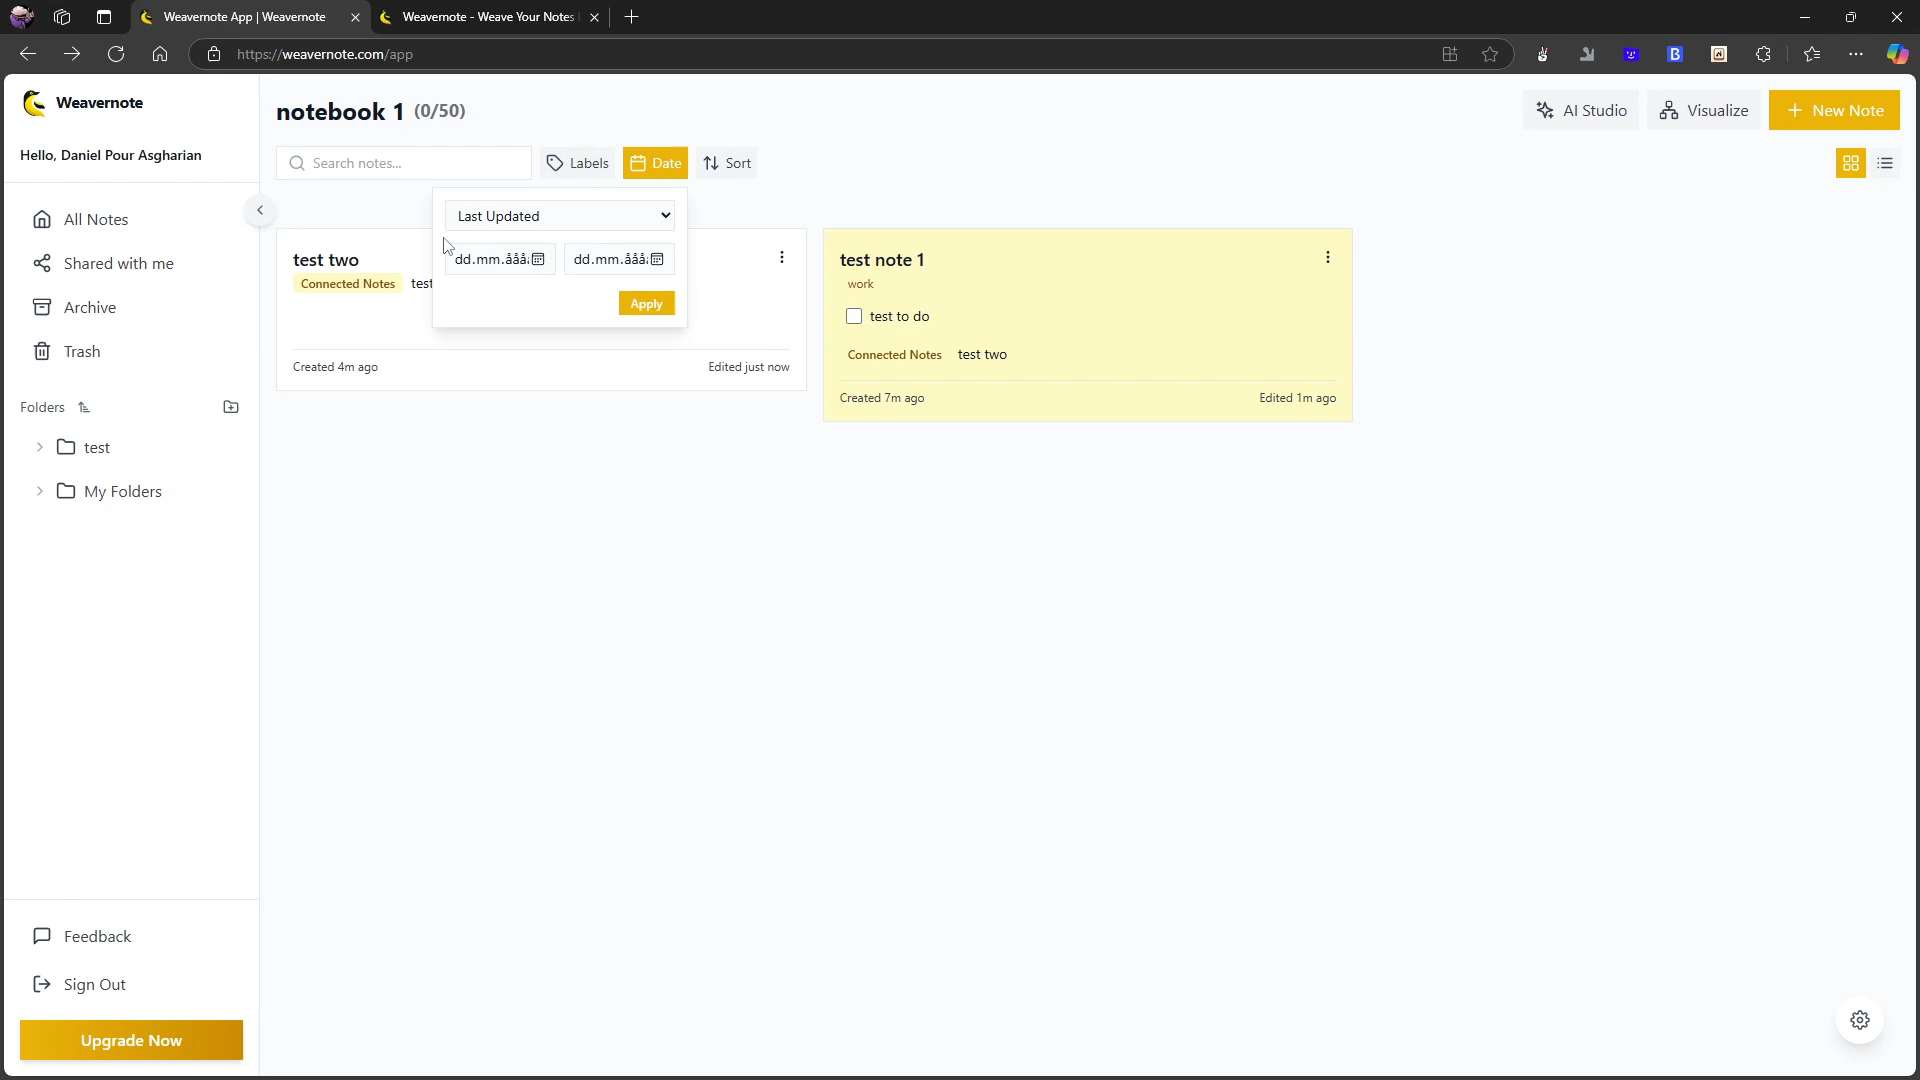 Weavernote App | Weavernote
Weavernote - Weave Your Notes
https://weavernote.com/app
Weavernote
Hello, Daniel Pour Asgharian
All Notes
Shared with me
Archive
Trash
Folders
test
My Folders
Feedback
Sign Out
Upgrade Now
notebook 1 (0/50)
AI Studio
Visualize
New Note
Search notes...
Labels
Date
Sort
Last Updated
dd.mm.ååå
dd.mm.ååå
Apply
test two
Connected Notes test
Created 4m ago
Edited just now
test note 1
work
test to do
Connected Notes test two
Created 7m ago
Edited 1m ago